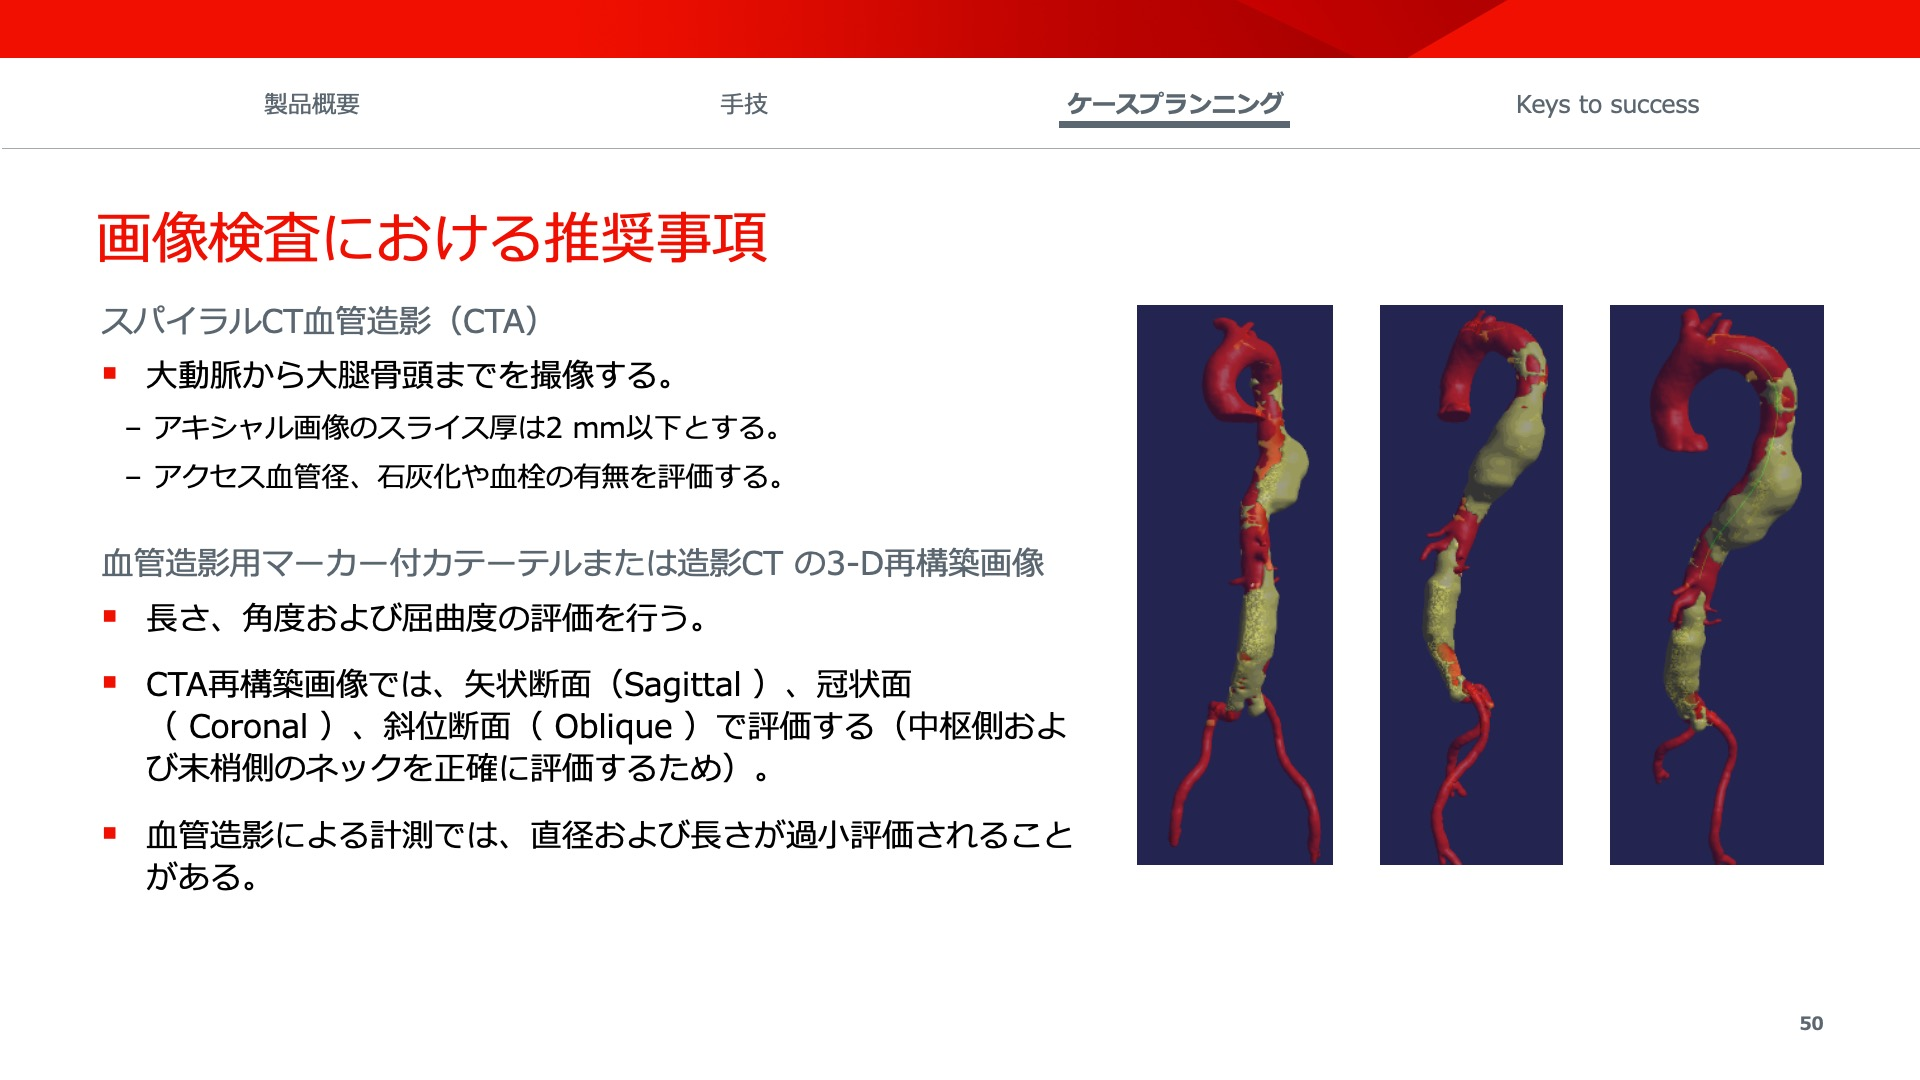 製品概要
手技
ケースプランニング
Keys to success
画像検査における推奨事項
スパイラルCT血管造影（CTA）
▪ 大動脈から大腿骨頭までを撮像する。
– アキシャル画像のスライス厚は2 mm以下とする。
– アクセス血管径、石灰化や血栓の有無を評価する。
血管造影用マーカー付カテーテルまたは造影CT の3-D再構築画像
▪ 長さ、角度および屈曲度の評価を行う。
▪ CTA再構築画像では、矢状断面（Sagittal ）、冠状面
（ Coronal ）、斜位断面（ Oblique ）で評価する（中枢側およ
び末梢側のネックを正確に評価するため）。
▪ 血管造影による計測では、直径および長さが過小評価されること
がある。
50